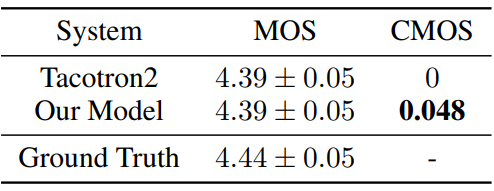 System MOS CMOS
Tacotron2 4.39 ± 0.05 0
Our Model 4.39 ± 0.05 0.048
Ground Truth 4.44 ± 0.05 -